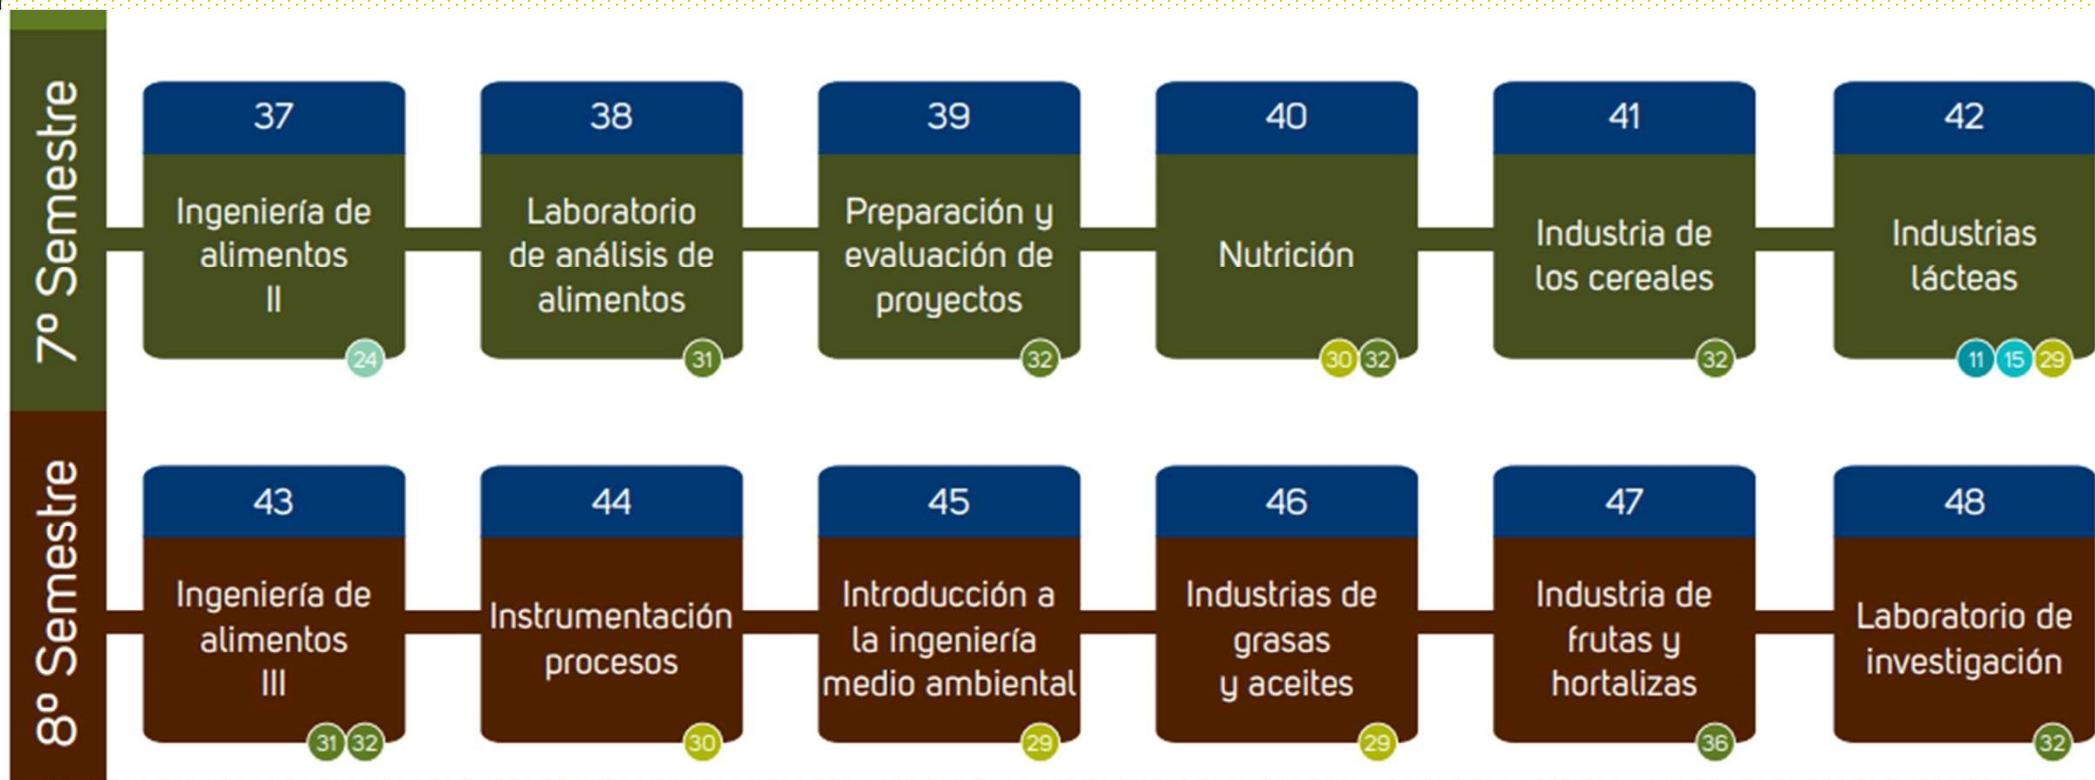 7º Semestre
37
Ingeniería de
alimentos
II
24
38
Laboratorio
de análisis de
alimentos
31
39
Preparación y
evaluación de
proyectos
32
40
Nutrición
30 32
41
Industria de
los cereales
32
42
Industrias
lácteas
11 15 29
8º Semestre
43
Ingeniería de
alimentos
III
31 32
44
Instrumentación
procesos
30
45
Introducción a
la ingeniería
medio ambiental
29
46
Industrias de
grasas
y aceites
29
47
Industria de
frutas y
hortalizas
36
48
Laboratorio de
investigación
32